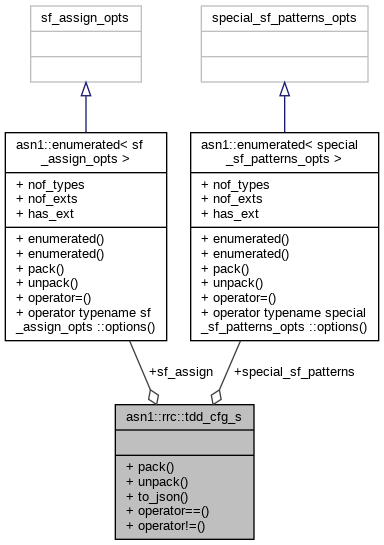 sf_assign_opts
special_sf_patterns_opts
asn1::enumerated< sf
_assign_opts >
+ nof_types
+ nof_exts
+ has_ext
+ enumerated()
+ enumerated()
+ pack()
+ unpack()
+ operator=()
+ operator typename sf
_assign_opts ::options()
asn1::enumerated< special
_sf_patterns_opts >
+ nof_types
+ nof_exts
+ has_ext
+ enumerated()
+ enumerated()
+ pack()
+ unpack()
+ operator=()
+ operator typename special
_sf_patterns_opts ::options()
+sf_assign
+special_sf_patterns
asn1::rrc::tdd_cfg_s
+ pack()
+ unpack()
+ to_json()
+ operator==()
+ operator!=()